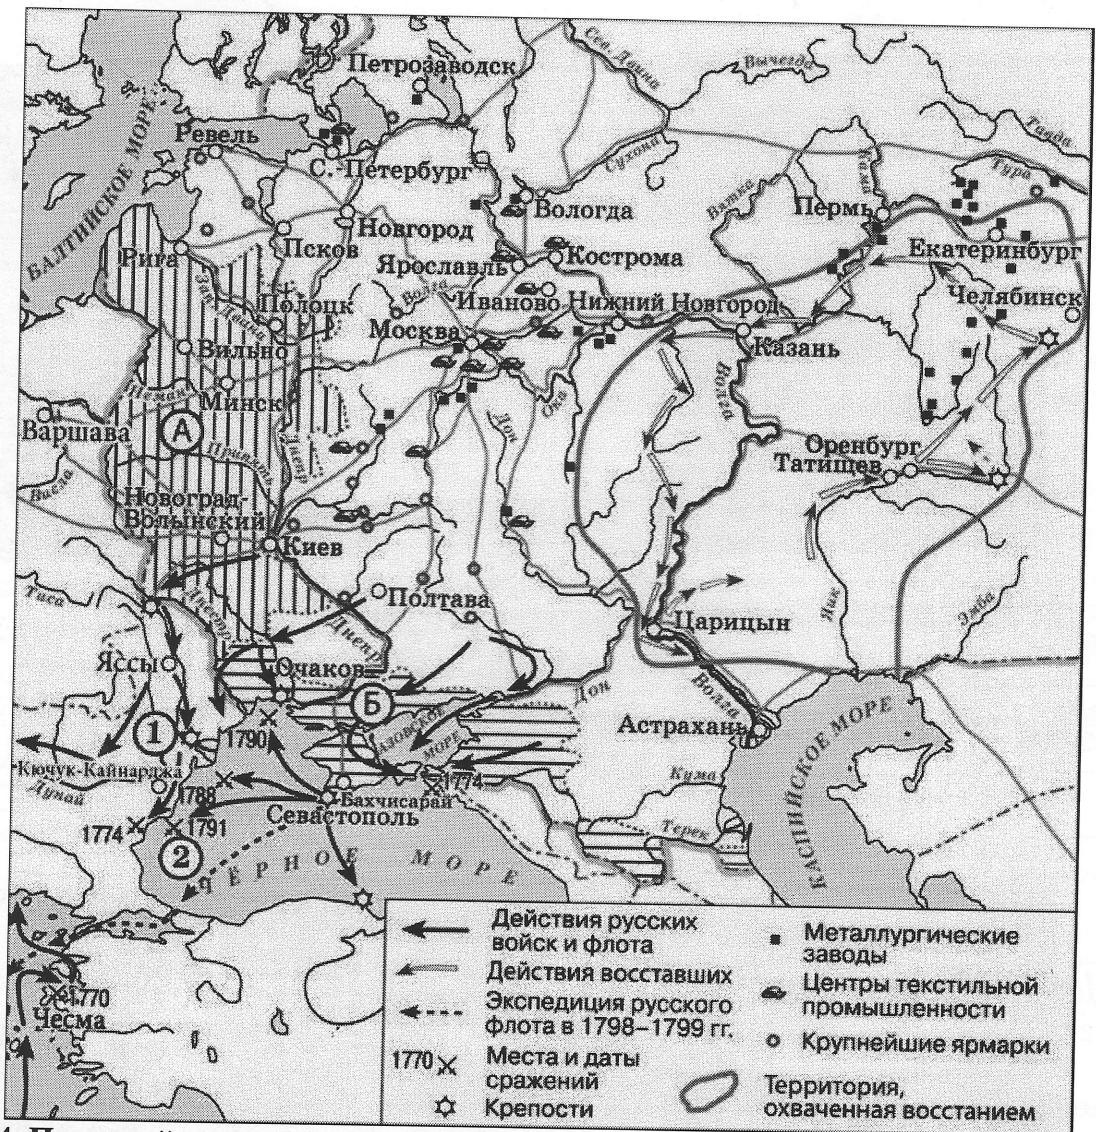 Петрозаводск
Сев. Двина
Вычегда
Тавда
БАЛТИЙСКОЕ МОРЕ
Ревель
С.-Петербург
Сухона
Вологда
Вятка
Кама
Тура
Пермь
Екатеринбург
Новгород
Псков
Рига
Зап. Двина
Ярославль
Кострома
Волга
Иваново
Нижний Новгород
Челябинск
Полоцк
Москва
Казань
Вильно
Неман
Минск
Ока
Волга
Дон
Варшава
А
Припять
Днепр
Оренбург
Татищев
Висла
Новоград-
Волынский
Киев
Тиса
Днестр
Полтава
Днепр
Яик
Эмба
Царицын
Яссы
Очаков
Дон
Волга
Б
Астрахань
АЗОВСКОЕ
МОРЕ
1
1790
Кючук-Кайнарджа
Дунай
1788
Бахчисарай
1774
Кума
КАСПИЙСКОЕ МОРЕ
Севастополь
1774
1791
Терек
2
ЧЕРНОЕ МОРЕ
1770
Чесма
Действия русских
войск и флота
Действия восставших
Экспедиция русского
флота в 1798–1799 гг.
1770
Места и даты
сражений
Крепости
Металлургические
заводы
Центры текстильной
промышленности
Крупнейшие ярмарки
Территория,
охваченная восстанием